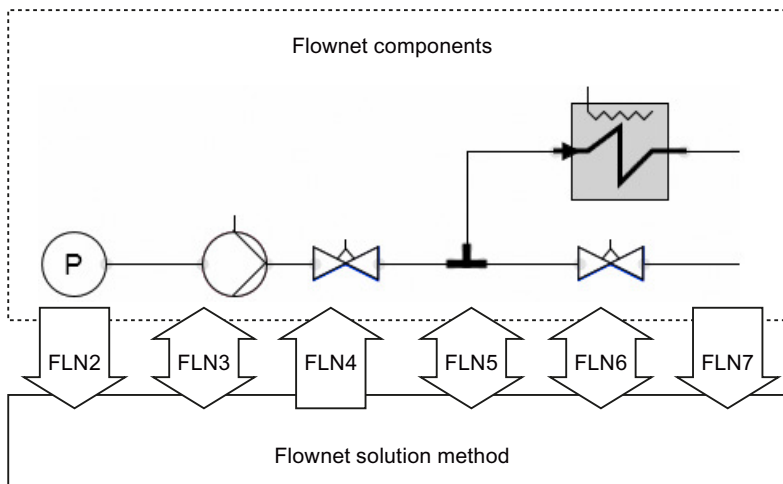 Flownet components
P
FLN2 FLN3 FLN4 FLN5 FLN6 FLN7
Flownet solution method